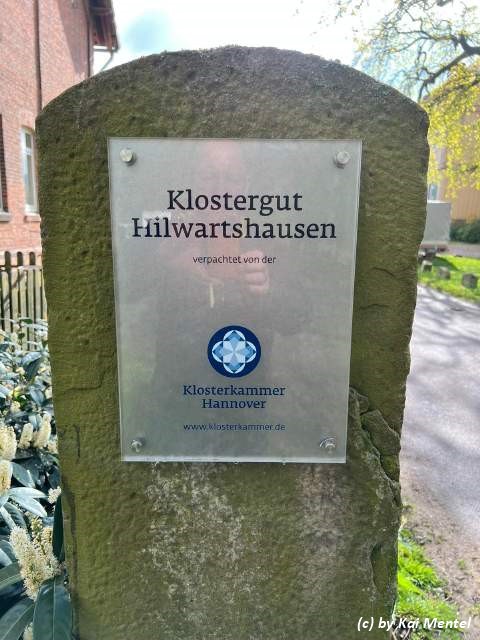 Klostergut
Hilwartshausen
verpachtet von der
Klosterkammer
Hannover
www.klosterkammer.de
(c) by Kai Mentel